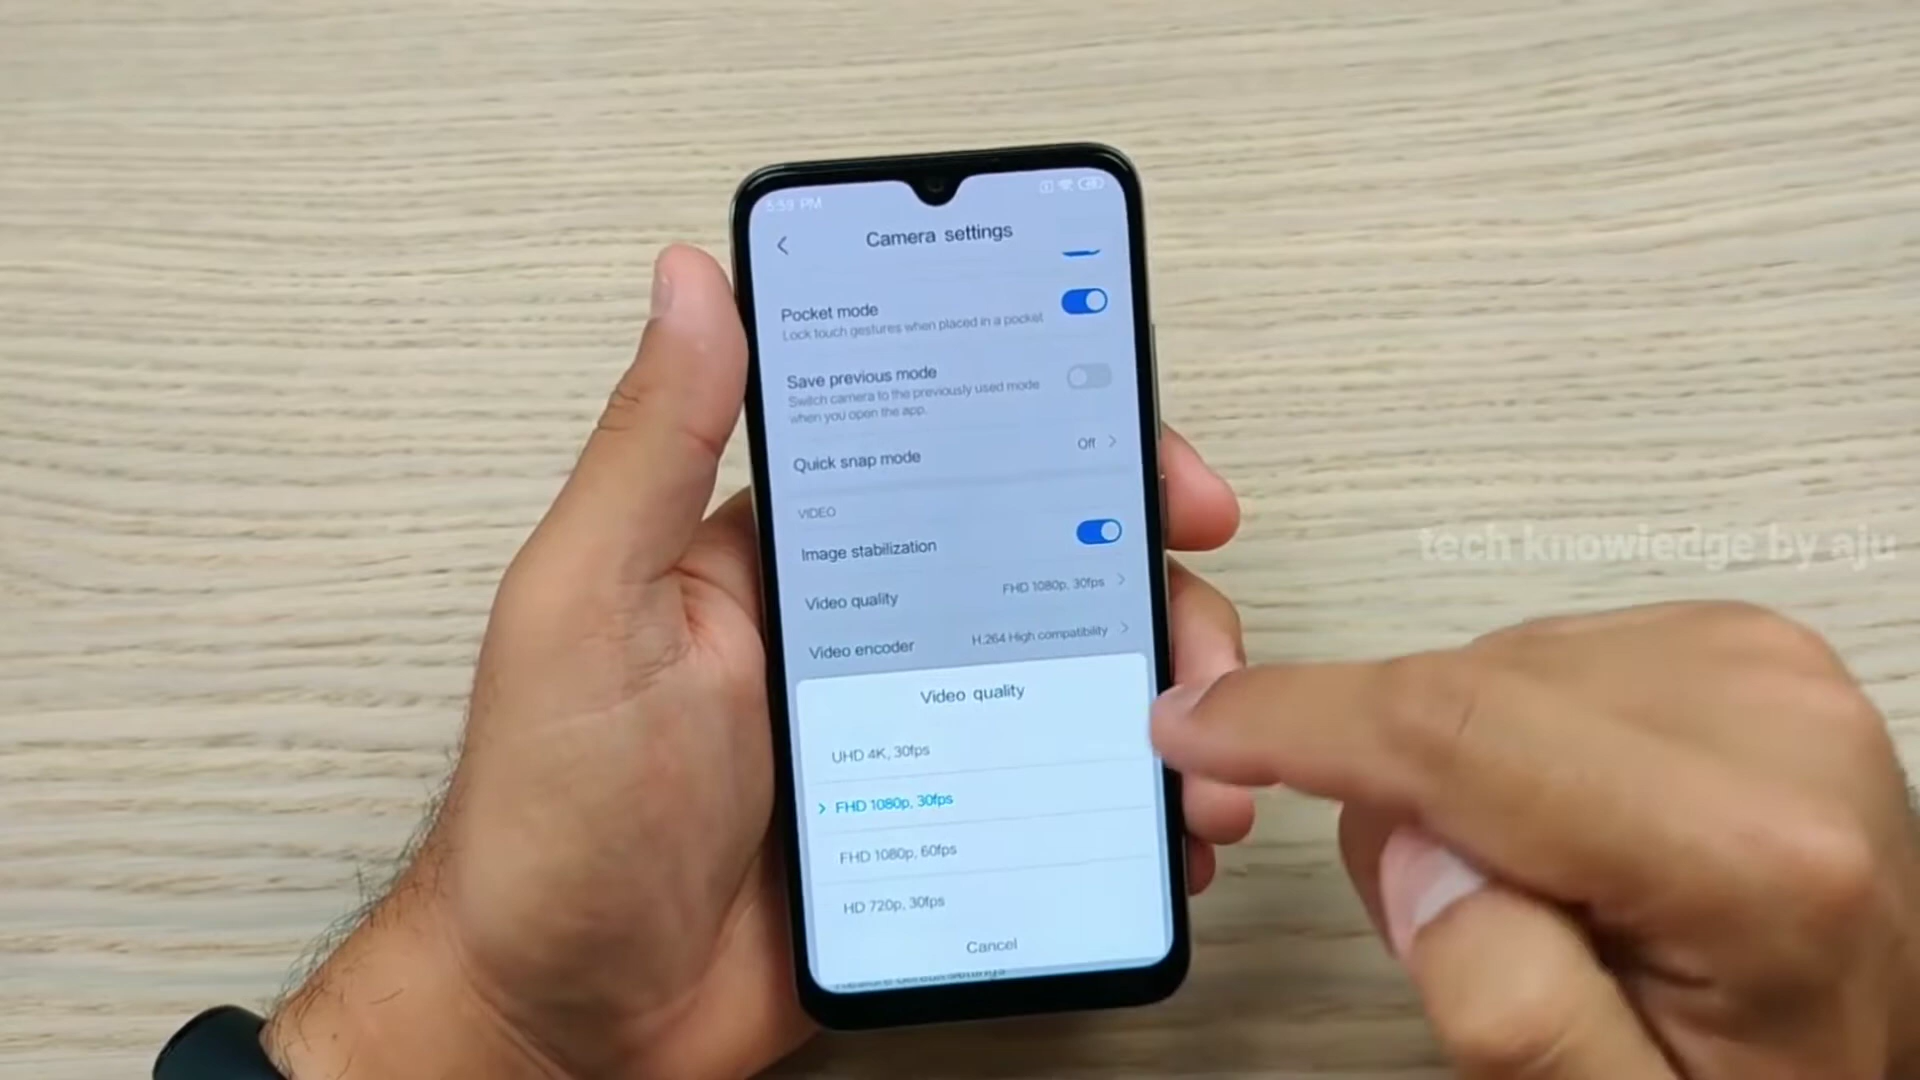 5:59 PM
Camera settings
Pocket mode
Lock touch gestures when placed in a pocket
Save previous mode
Switch camera to the previously used mode
when you open the app.
Quick snap mode
Off
VIDEO
Image stabilization
Video quality
FHD 1080p, 30fps
Video encoder
H.264 High compatibility
Video quality
UHD 4K, 30fps
FHD 1080p, 30fps
FHD 1080p, 60fps
HD 720p, 30fps
Cancel
tech knowledge by aju